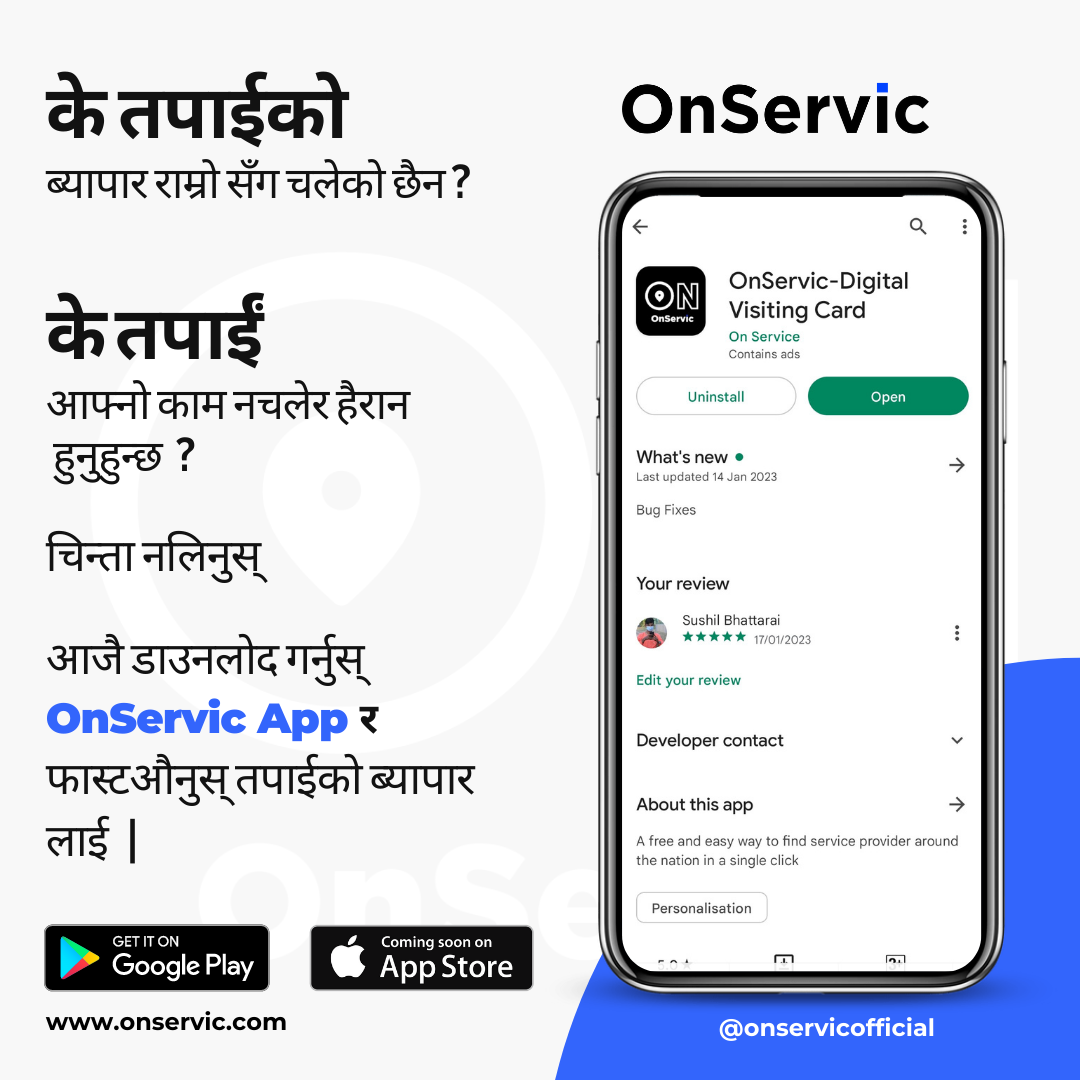 के तपाईको
ब्यापार राम्रो सँग चलेको छैन ?
के तपाईं
आफ्नो काम नचलेर हैरान
हुनुहुन्छ ?
चिन्ता नलिनुस्
आजै डाउनलोद गर्नुस्
OnServic App र
फास्टऔनुस् तपाईको ब्यापार
लाई |
GET IT ON
Google Play
Coming soon on
App Store
www.onservic.com
OnServic
OnServic-Digital
Visiting Card
ON
OnServic
On Service
Contains ads
Uninstall
Open
What's new
Last updated 14 Jan 2023
Bug Fixes
Your review
Sushil Bhattarai
17/01/2023
Edit your review
Developer contact
About this app
A free and easy way to find service provider around
the nation in a single click
Personalisation
5.0 ★
3+
@onservicofficial
OnSe